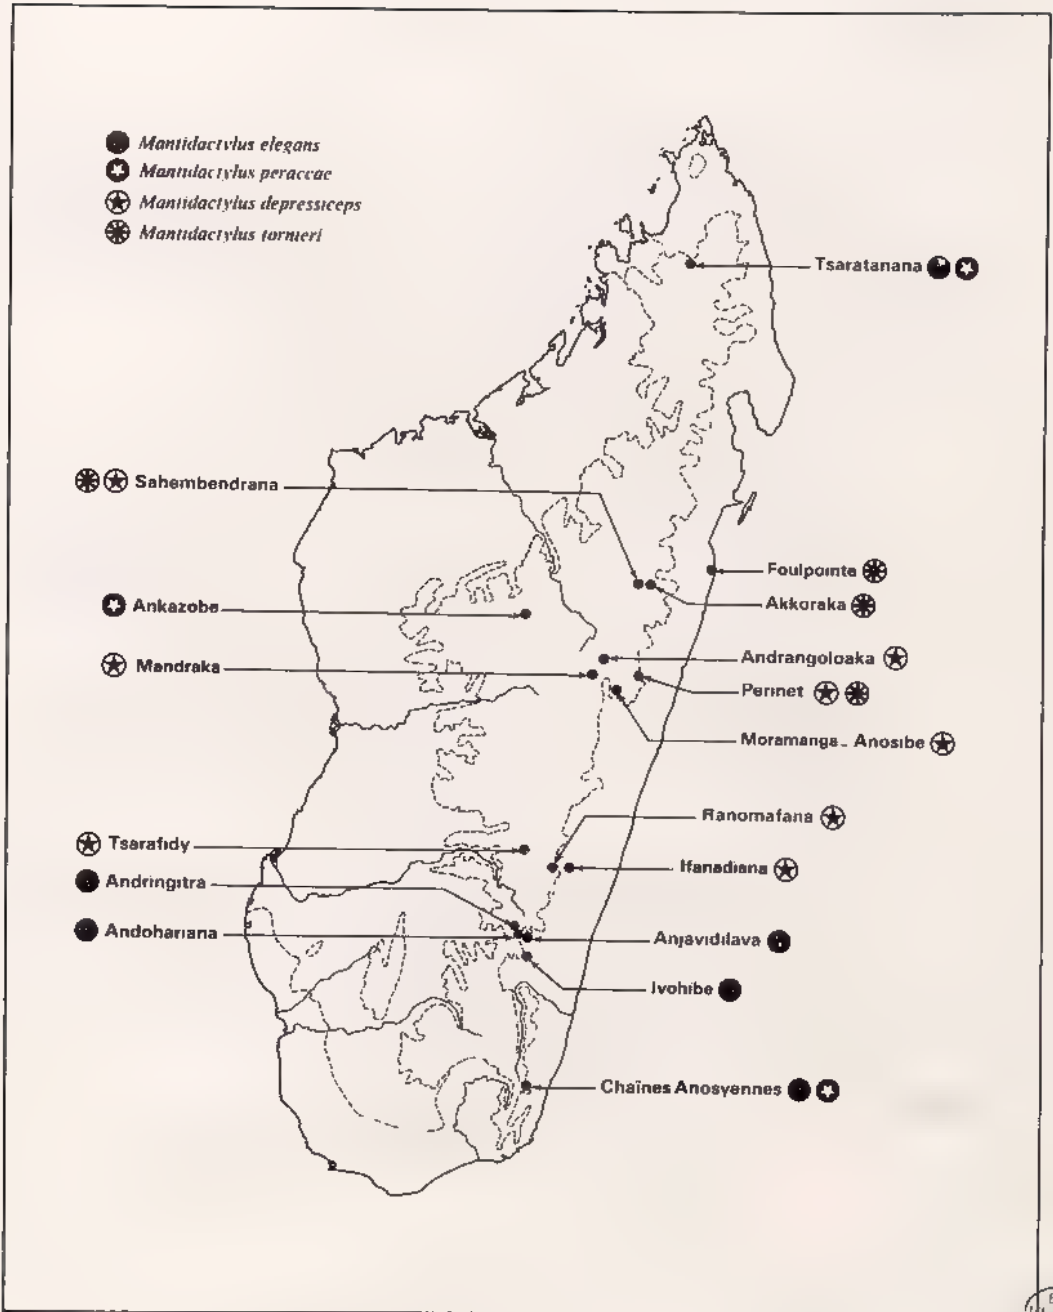 Mantidactylus elegans
Mantidactylus peraccae
Mantidactylus depressiceps
Mantidactylus tornieri
Tsaratanana
Sahembendrana
Foulpointe
Ankazobe
Akkoraka
Mandraka
Andrangoloaka
Perinet
Moramanga - Anosibe
Ranomafana
Tsarafidy
Ifanadiana
Andringitra
Andohariana
Anjavidilava
Ivohibe
Chaînes Anosyennes